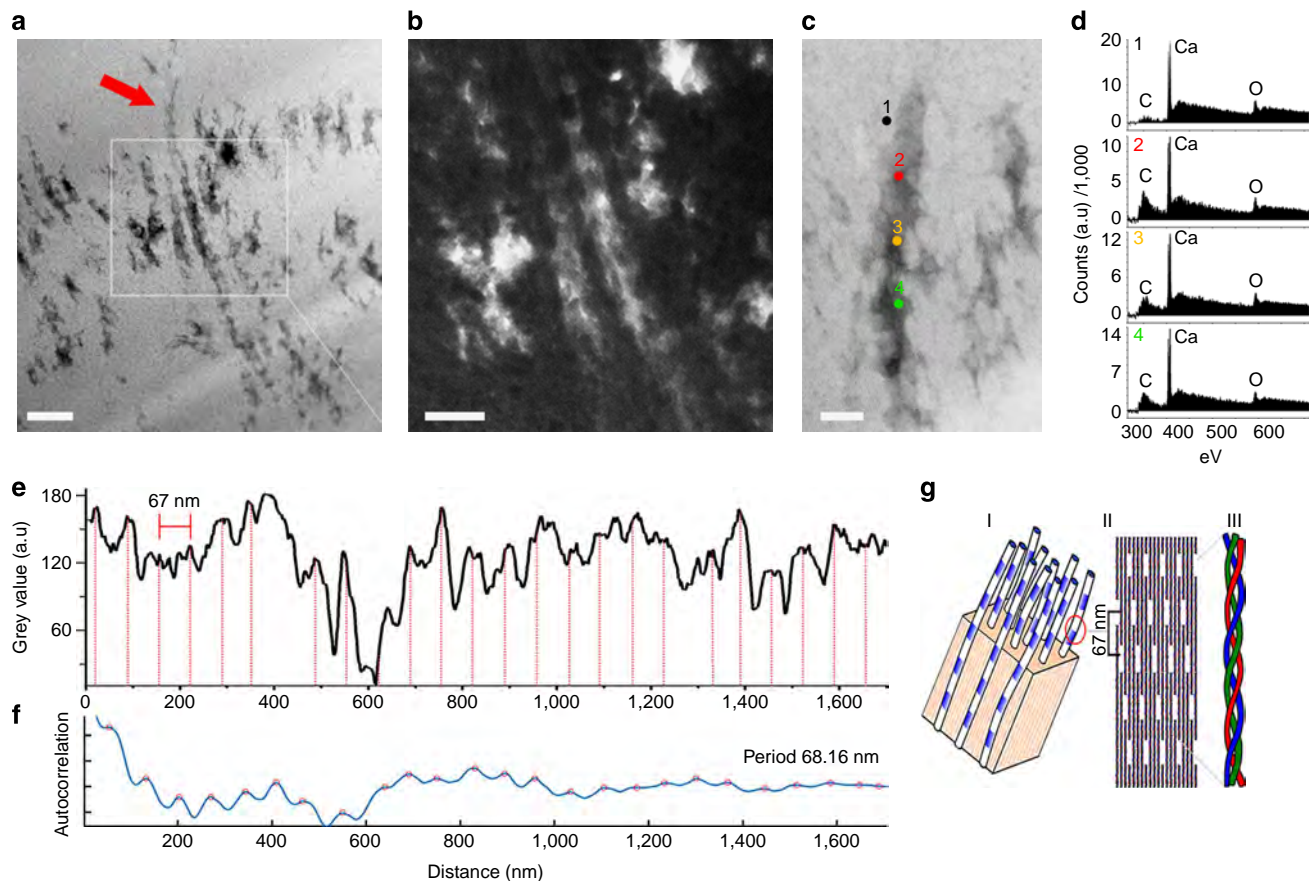 a
b
c
d
1
2
3
4
20
10
0
1
C
Ca
O
10
5
0
2
C
Ca
O
12
6
0
3
C
Ca
O
14
7
0
4
C
Ca
O
Counts (a.u) /1,000
300 400 500 600
eV
e
180
120
60
Grey value (a.u)
67 nm
0 200 400 600 800 1,000 1,200 1,400 1,600
f
Autocorrelation
Period 68.16 nm
0 200 400 600 800 1,000 1,200 1,400 1,600
Distance (nm)
g
I
II
III
67 nm